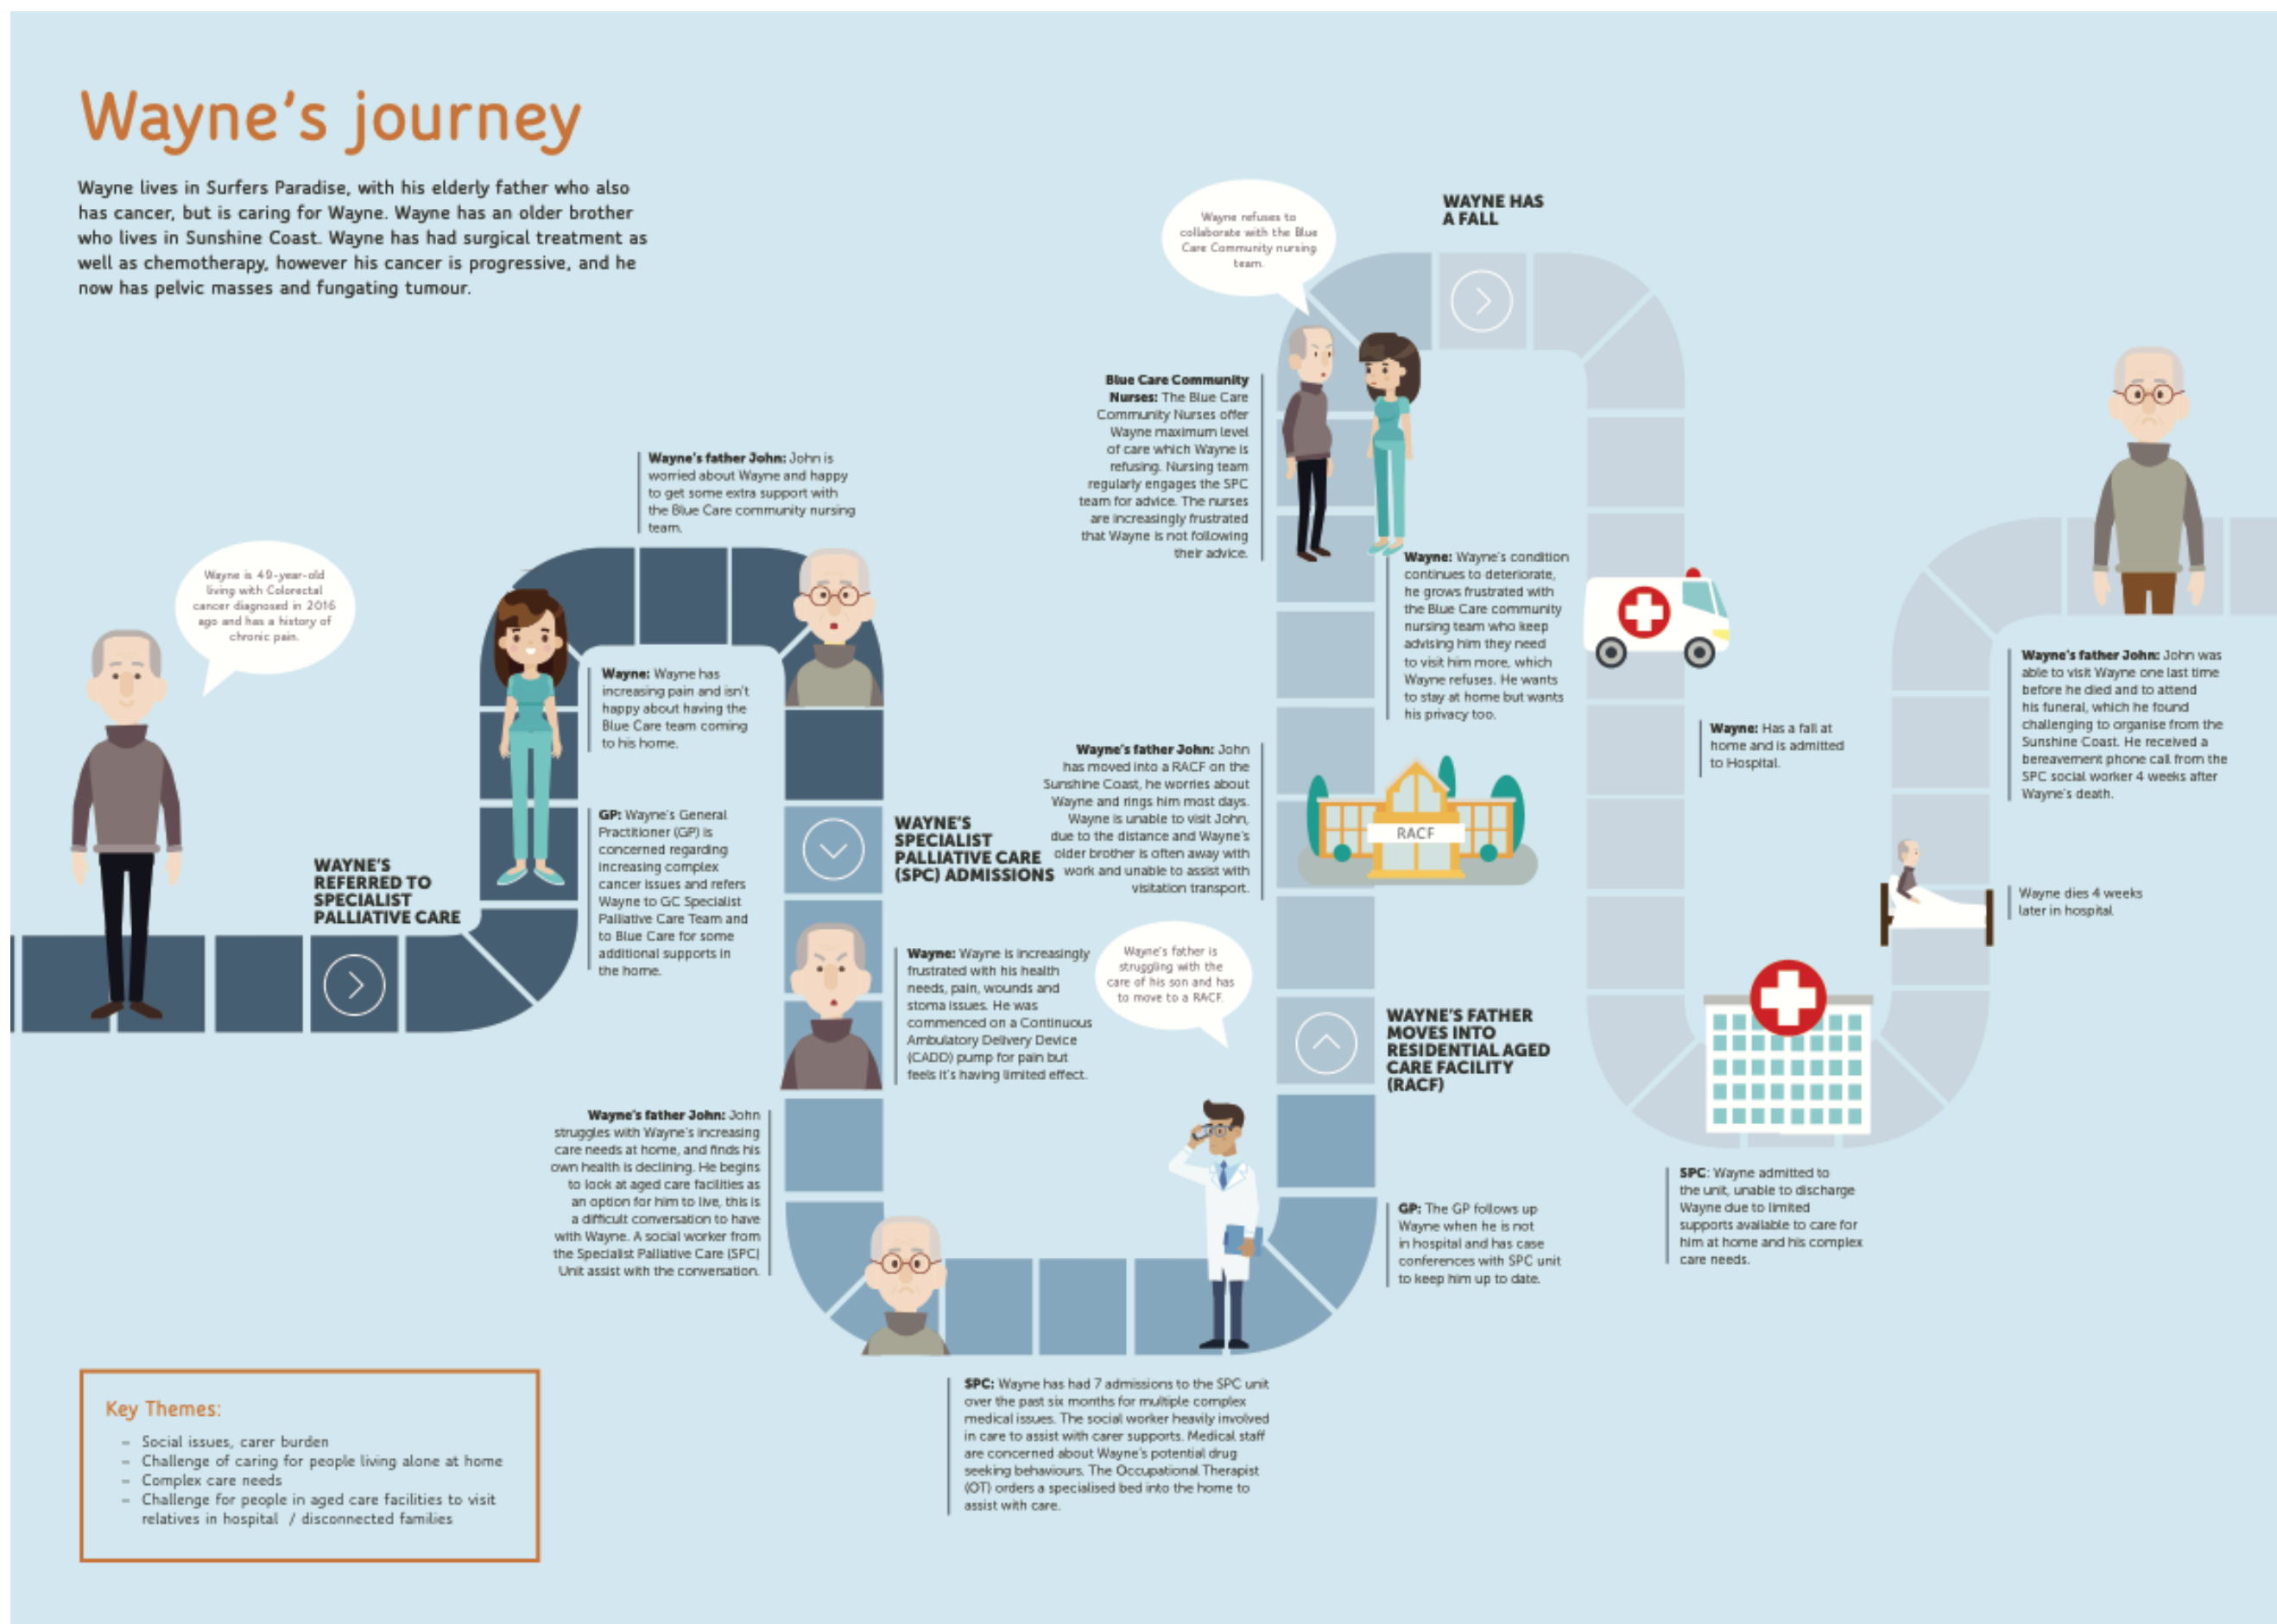 Wayne's journey
Wayne lives in Surfers Paradise, with his elderly father who also
has cancer, but is caring for Wayne. Wayne has an older brother
who lives in Sunshine Coast. Wayne has had surgical treatment as
well as chemotherapy, however his cancer is progressive, and he
now has pelvic masses and fungating tumour.
Wayne is 49-year-old
living with Colorectal
cancer diagnosed in 2016
ago and has a history of
chronic pain.
WAYNE'S
REFERRED TO
SPECIALIST
PALLIATIVE CARE
GP: Wayne's General
Practitioner (GP) is
concerned regarding
increasing complex
cancer issues and refers
Wayne to GC Specialist
Palliative Care Team and
to Blue Care for some
additional supports in
the home.
Wayne: Wayne has
increasing pain and isn't
happy about having the
Blue Care team coming
to his home.
Wayne's father John: John is
worried about Wayne and happy
to get some extra support with
the Blue Care community nursing
team.
WAYNE'S
SPECIALIST
PALLIATIVE CARE
(SPC) ADMISSIONS
Wayne: Wayne is increasingly
frustrated with his health
needs, pain, wounds and
stoma issues. He was
commenced on a Continuous
Ambulatory Delivery Device
(CADD) pump for pain but
feels it's having limited effect.
Wayne's father John: John
struggles with Wayne's increasing
care needs at home, and finds his
own health is declining. He begins
to look at aged care facilities as
an option for him to live, this is
a difficult conversation to have
with Wayne. A social worker from
the Specialist Palliative Care (SPC)
Unit assist with the conversation.
SPC: Wayne has had 7 admissions to the SPC unit
over the past six months for multiple complex
medical issues. The social worker heavily involved
in care to assist with carer supports. Medical staff
are concerned about Wayne's potential drug
seeking behaviours. The Occupational Therapist
(OT) orders a specialised bed into the home to
assist with care.
Wayne's father is
struggling with the
care of his son and has
to move to a RACF.
GP: The GP follows up
Wayne when he is not
in hospital and has case
conferences with SPC unit
to keep him up to date.
WAYNE'S FATHER
MOVES INTO
RESIDENTIAL AGED
CARE FACILITY
(RACF)
Wayne's father John: John
has moved into a RACF on the
Sunshine Coast, he worries about
Wayne and rings him most days.
Wayne is unable to visit John,
due to the distance and Wayne's
older brother is often away with
work and unable to assist with
visitation transport.
RACF
Wayne: Wayne's condition
continues to deteriorate,
he grows frustrated with
the Blue Care community
nursing team who keep
advising him they need
to visit him more, which
Wayne refuses. He wants
to stay at home but wants
his privacy too.
Blue Care Community
Nurses: The Blue Care
Community Nurses offer
Wayne maximum level
of care which Wayne is
refusing. Nursing team
regularly engages the SPC
team for advice. The nurses
are increasingly frustrated
that Wayne is not following
their advice.
Wayne refuses to
collaborate with the Blue
Care Community nursing
team.
WAYNE HAS
A FALL
Wayne: Has a fall at
home and is admitted
to Hospital.
SPC: Wayne admitted to
the unit, unable to discharge
Wayne due to limited
supports available to care for
him at home and his complex
care needs.
Wayne dies 4 weeks
later in hospital
Wayne's father John: John was
able to visit Wayne one last time
before he died and to attend
his funeral, which he found
challenging to organise from the
Sunshine Coast. He received a
bereavement phone call from the
SPC social worker 4 weeks after
Wayne's death.
Key Themes:
– Social issues, carer burden
– Challenge of caring for people living alone at home
– Complex care needs
– Challenge for people in aged care facilities to visit
relatives in hospital / disconnected families